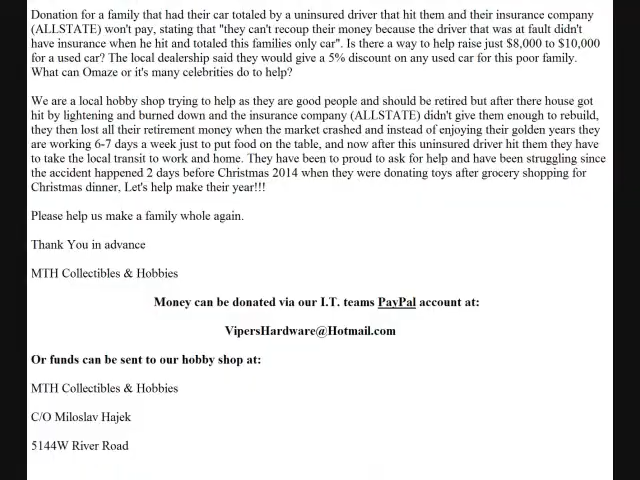 Donation for a family that had their car totaled by a uninsured driver that hit them and their insurance company
(ALLSTATE) won't pay, stating that "they can't recoup their money because the driver that was at fault didn't
have insurance when he hit and totaled this families only car". Is there a way to help raise just $8,000 to $10,000
for a used car? The local dealership said they would give a 5% discount on any used car for this poor family.
What can Omaze or it's many celebrities do to help?
We are a local hobby shop trying to help as they are good people and should be retired but after there house got
hit by lightening and burned down and the insurance company (ALLSTATE) didn't give them enough to rebuild,
they then lost all their retirement money when the market crashed and instead of enjoying their golden years they
are working 6-7 days a week just to put food on the table, and now after this uninsured driver hit them they have
to take the local transit to work and home. They have been to proud to ask for help and have been struggling since
the accident happened 2 days before Christmas 2014 when they were donating toys after grocery shopping for
Christmas dinner, Let's help make their year!!!
Please help us make a family whole again.
Thank You in advance
MTH Collectibles & Hobbies
Money can be donated via our I.T. teams PayPal account at:
VipersHardware@Hotmail.com
Or funds can be sent to our hobby shop at:
MTH Collectibles & Hobbies
C/O Miloslav Hajek
5144W River Road